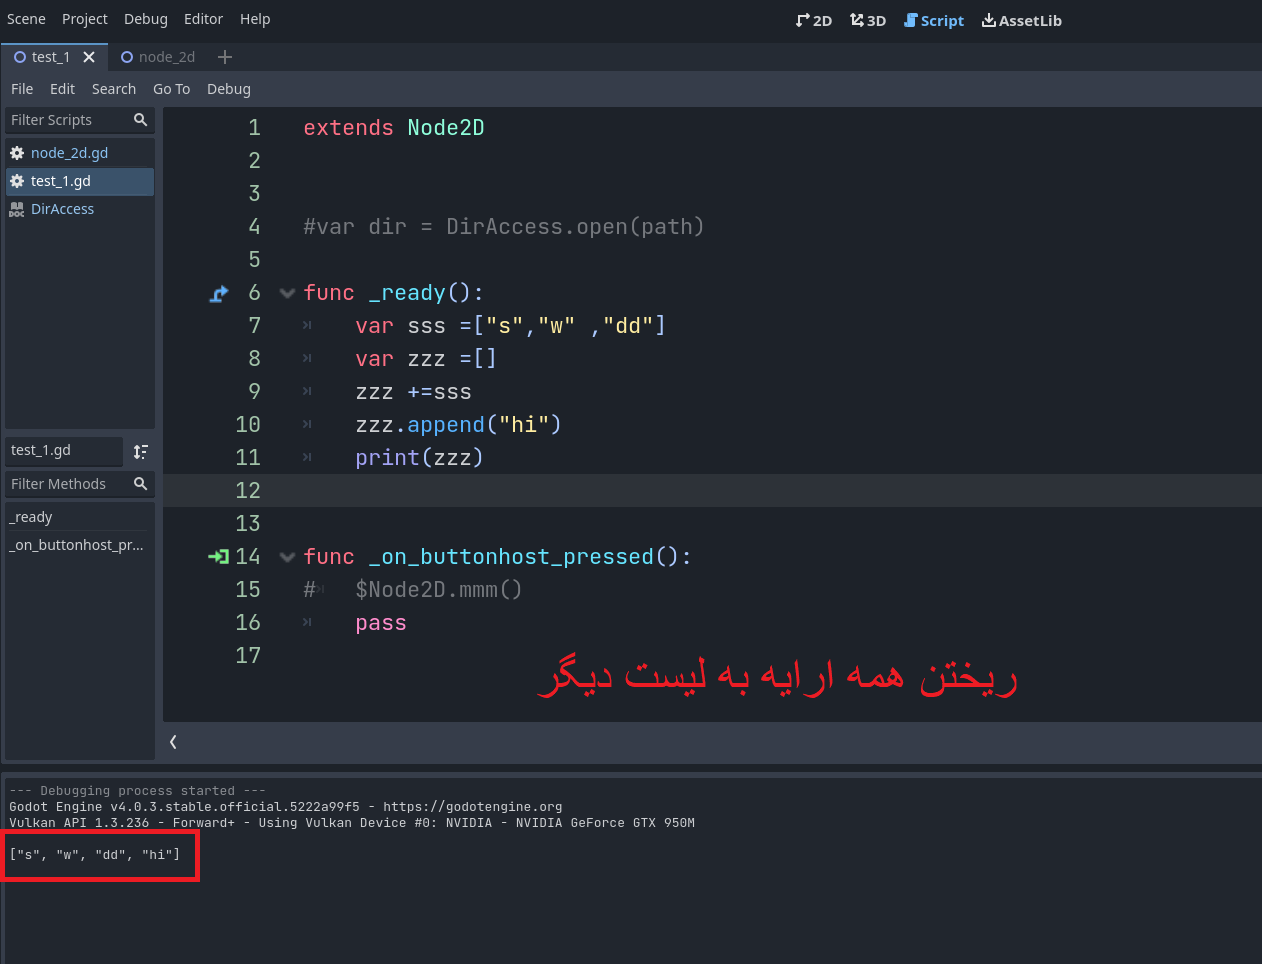 Scene Project Debug Editor Help
2D 3D Script AssetLib
test_1 node_2d
File Edit Search Go To Debug
Filter Scripts
node_2d.gd
test_1.gd
DirAccess
test_1.gd
Filter Methods
_ready
_on_buttonhost_pr...
1 extends Node2D
2
3
4 #var dir = DirAccess.open(path)
5
6 func _ready():
7 var sss =["s","w" ,"dd"]
8 var zzz =[]
9 zzz +=sss
10 zzz.append("hi")
11 print(zzz)
12
13
14 func _on_buttonhost_pressed():
15 # $Node2D.mmm()
16 pass
17
ریختن همه ارایه به لیست دیگر
--- Debugging process started ---
Godot Engine v4.0.3.stable.official.5222a99f5 - https://godotengine.org
Vulkan API 1.3.236 - Forward+ - Using Vulkan Device #0: NVIDIA - NVIDIA GeForce GTX 950M
["s", "w", "dd", "hi"]